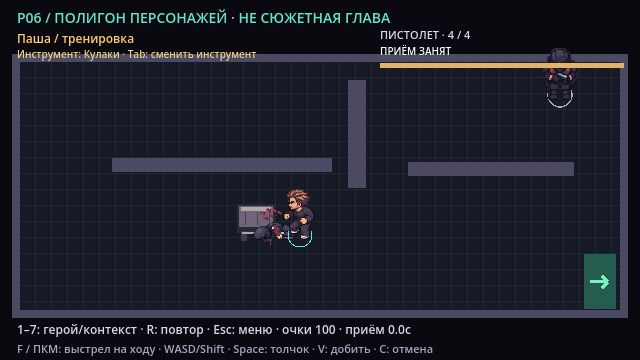 P06 / ПОЛИГОН ПЕРСОНАЖЕЙ · НЕ СЮЖЕТНАЯ ГЛАВА
Паша / тренировка
Инструмент: Кулаки · Tab: сменить инструмент
ПИСТОЛЕТ · 4 / 4
ПРИЁМ ЗАНЯТ
1–7: герой/контекст · R: повтор · Esc: меню · очки 100 · приём 0.0с
F / ПКМ: выстрел на ходу · WASD/Shift · Space: толчок · V: добить · C: отмена